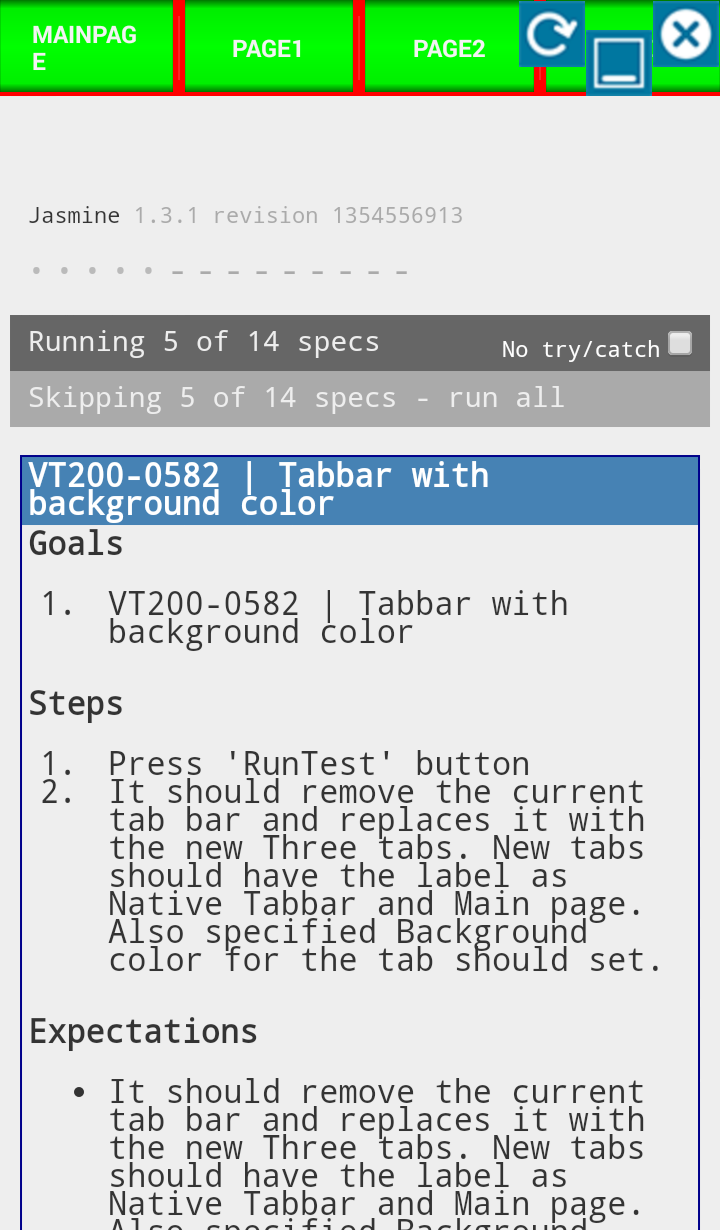 MAINPAG
E
PAGE1
PAGE2
Jasmine 1.3.1 revision 1354556913
• • • • • - - - - - - - - -
Running 5 of 14 specs
No try/catch
Skipping 5 of 14 specs - run all
VT200-0582 | Tabbar with
background color
Goals
1. VT200-0582 | Tabbar with
background color
Steps
1. Press 'RunTest' button
2. It should remove the current
tab bar and replaces it with
the new Three tabs. New tabs
should have the label as
Native Tabbar and Main page.
Also specified Background
color for the tab should set.
Expectations
• It should remove the current
tab bar and replaces it with
the new Three tabs. New tabs
should have the label as
Native Tabbar and Main page.
Also specified Background